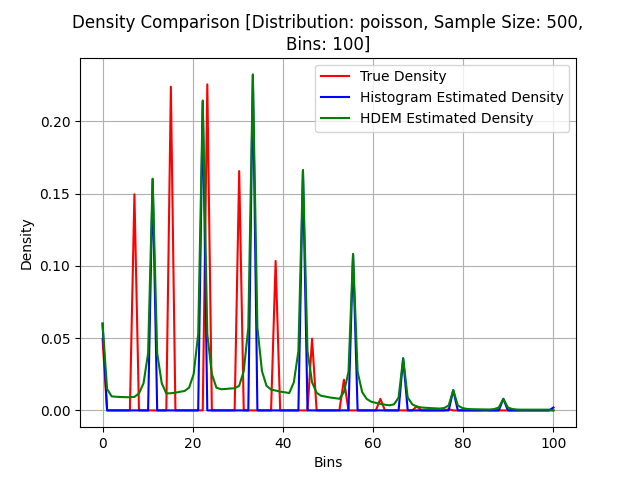 Density Comparison [Distribution: poisson, Sample Size: 500,
Bins: 100]
True Density
Histogram Estimated Density
HDEM Estimated Density
Density
0.20
0.15
0.10
0.05
0.00
0 20 40 60 80 100
Bins